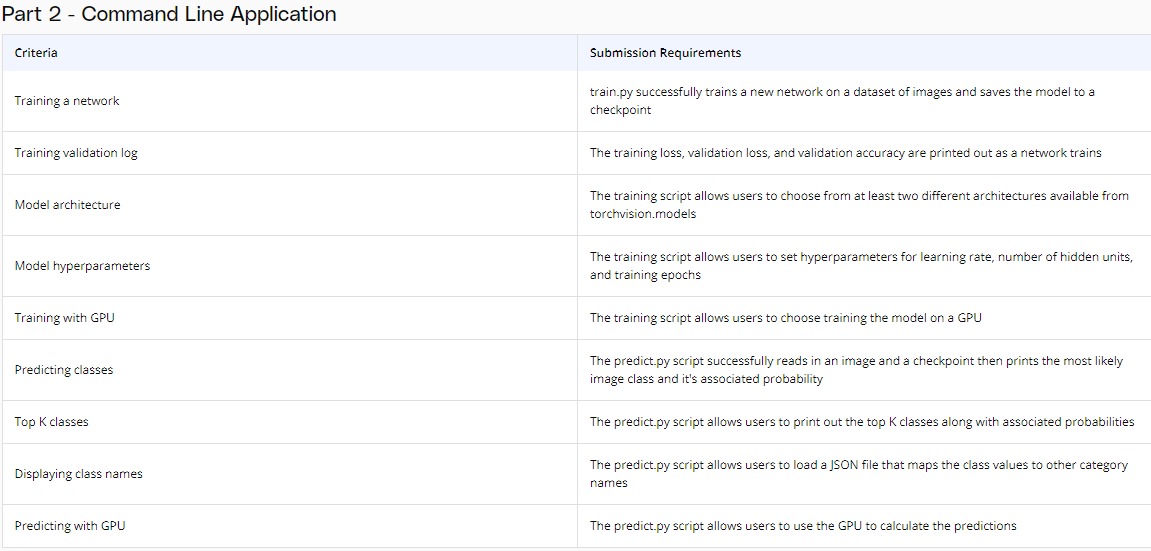 Part 2 - Command Line Application
Criteria
Submission Requirements
Training a network
train.py successfully trains a new network on a dataset of images and saves the model to a
checkpoint
Training validation log
The training loss, validation loss, and validation accuracy are printed out as a network trains
Model architecture
The training script allows users to choose from at least two different architectures available from
torchvision.models
Model hyperparameters
The training script allows users to set hyperparameters for learning rate, number of hidden units,
and training epochs
Training with GPU
The training script allows users to choose training the model on a GPU
Predicting classes
The predict.py script successfully reads in an image and a checkpoint then prints the most likely
image class and it's associated probability
Top K classes
The predict.py script allows users to print out the top K classes along with associated probabilities
Displaying class names
The predict.py script allows users to load a JSON file that maps the class values to other category
names
Predicting with GPU
The predict.py script allows users to use the GPU to calculate the predictions